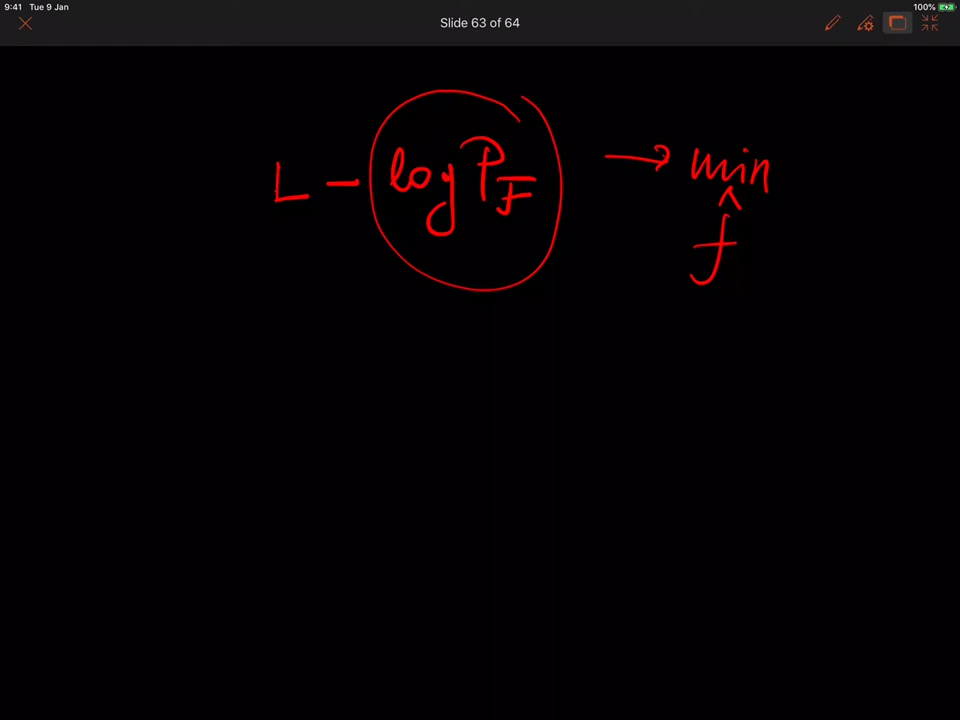 9:41 Tue 9 Jan 100%
Slide 63 of 64
L - log P_F → min
f̂